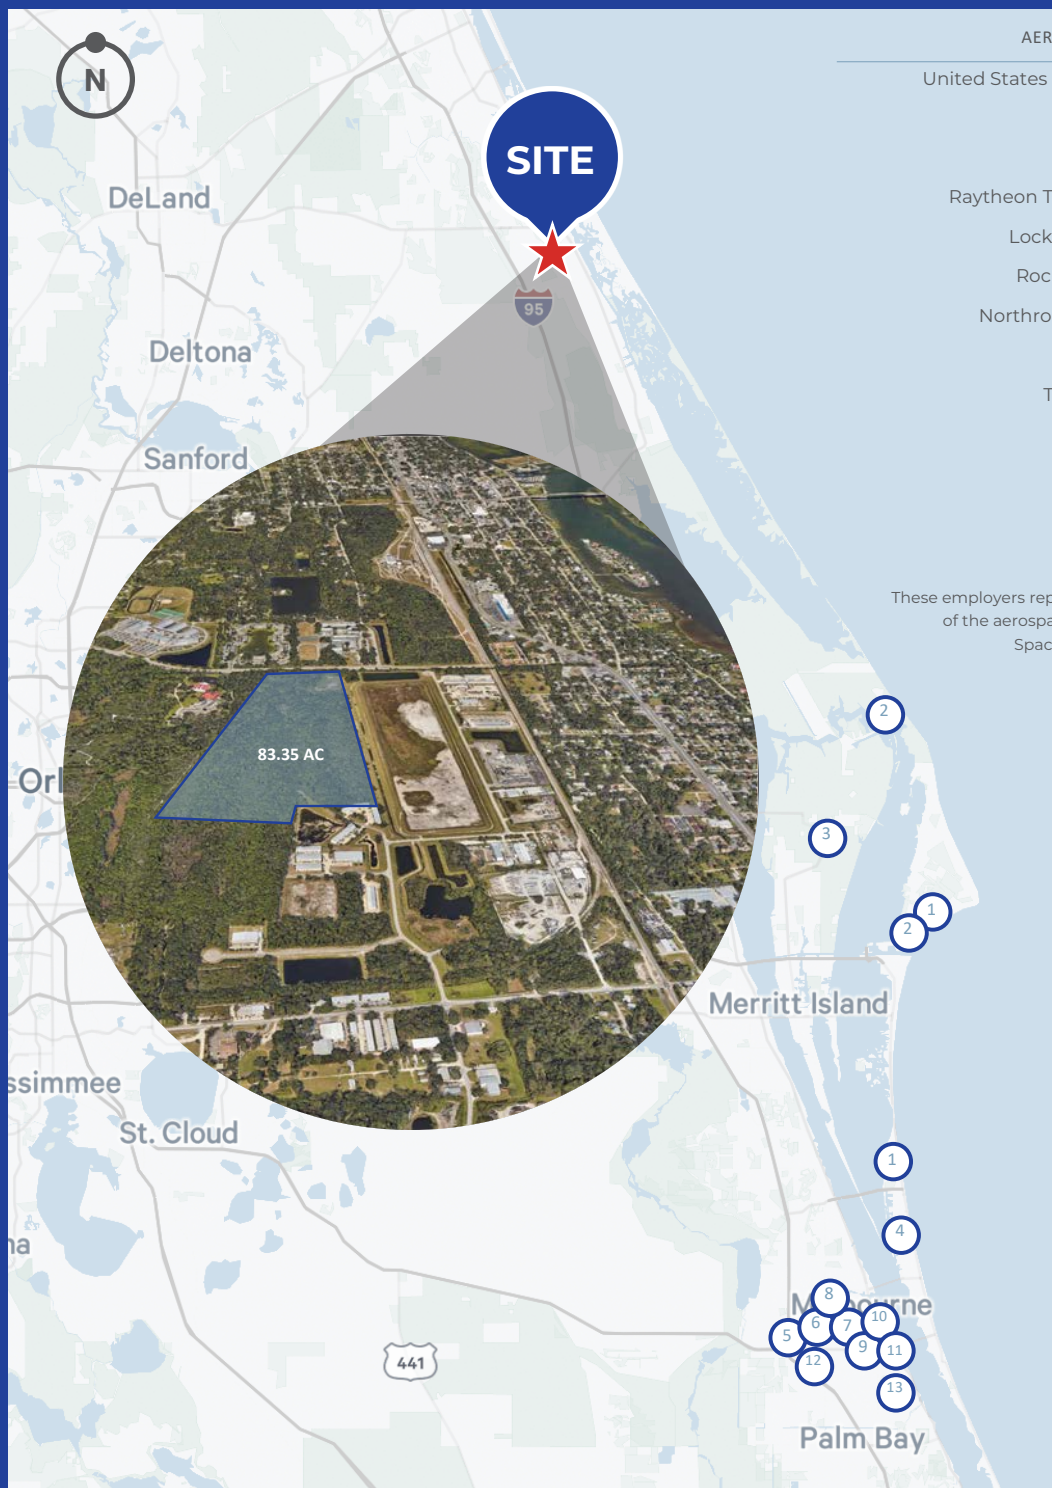 AER
N
United States
SITE
DeLand
Raytheon T
Lock
Roc
95
Northro
Deltona
T
Sanford
These employers rep
of the aerospa
Spac
2
83.35 AC
Orl
3
1
2
Merritt Island
ssimmee
St. Cloud
1
4
na
8
M bourne
10
6
7
5
9
11
12
441
13
Palm Bay